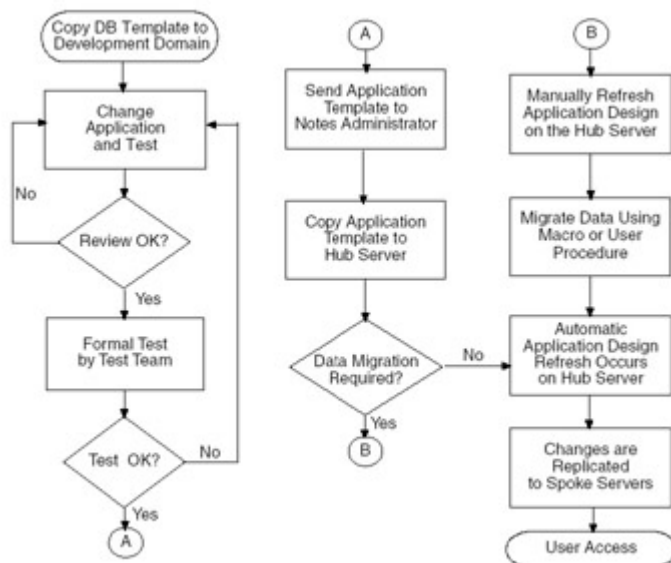 Copy DB Template to
Development Domain
Change
Application
and Test
No
Review OK?
Yes
Formal Test
by Test Team
Test OK?
No
Yes
A
A
Send Application
Template to
Notes Administrator
Copy Application
Template to
Hub Server
Data Migration
Required?
No
Yes
B
B
Manually Refresh
Application Design
on the Hub Server
Migrate Data Using
Macro or User
Procedure
Automatic
Application Design
Refresh Occurs
on Hub Server
Changes are
Replicated
to Spoke Servers
User Access